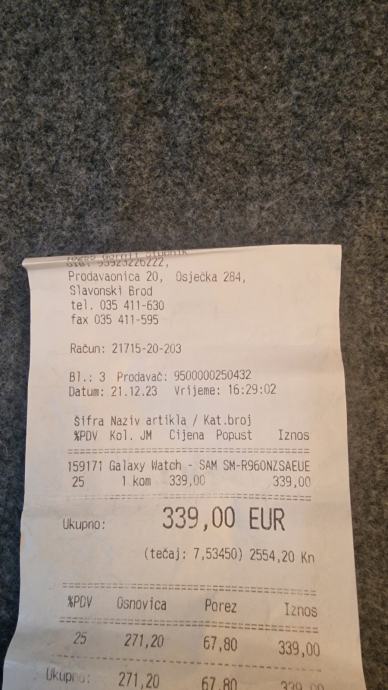 Prodavaonica 20, Osječka 284,
Slavonski Brod
tel. 035 411-630
fax 035 411-595
Račun: 21715-20-203
Bl.: 3 Prodavač: 9500000250432
Datum: 21.12.23 Vrijeme: 16:29:02
Šifra Naziv artikla / Kat.broj
%PDV Kol. JM Cijena Popust Iznos
159171 Galaxy Watch - SAM SM-R960NZSAEUE
25 1 kom 339,00 339,00
Ukupno: 339,00 EUR
(tečaj: 7,53450) 2554,20 Kn
%PDV Osnovica Porez Iznos
25 271,20 67,80 339,00
Ukupno: 271,20 67,80 339,00